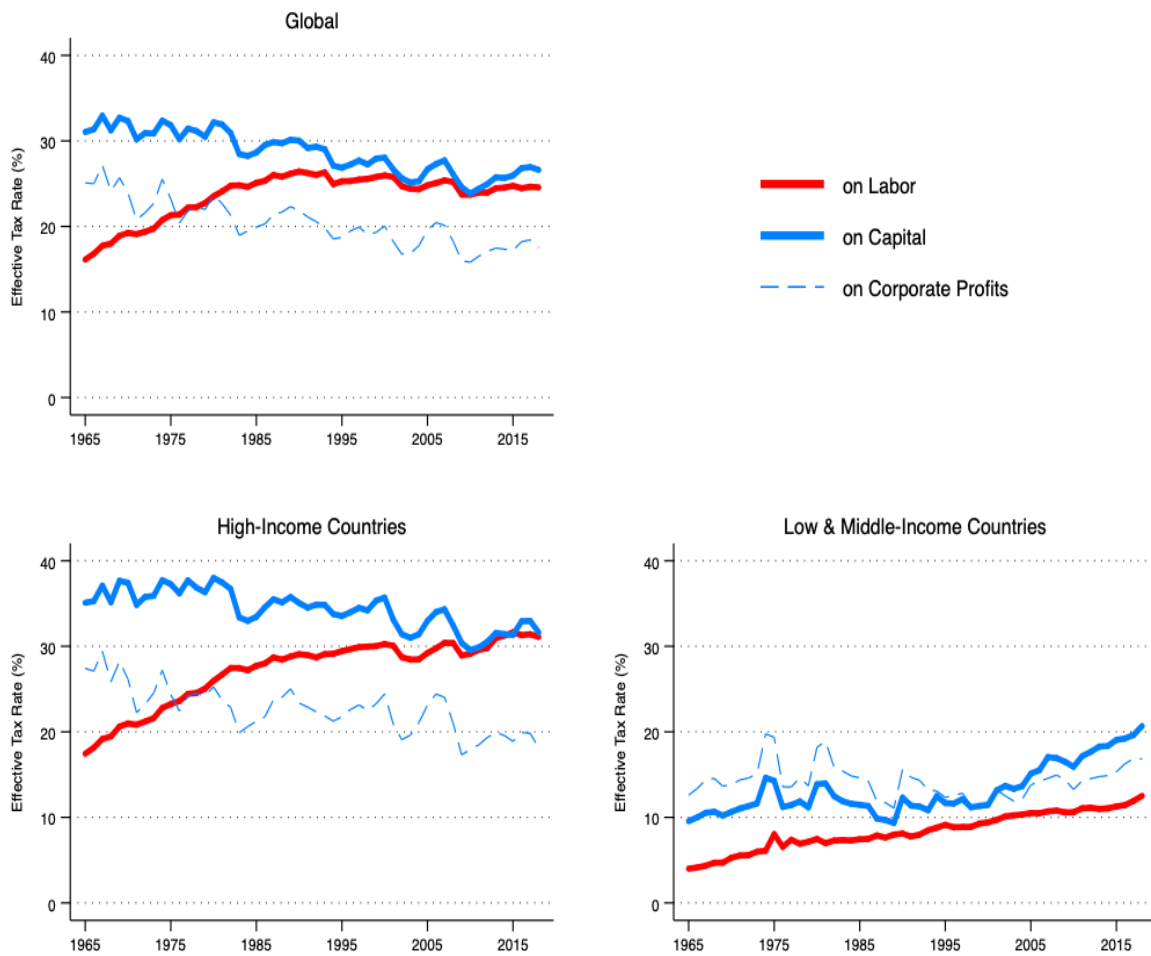 Global
Effective Tax Rate (%)
40
30
20
10
0
1965 1975 1985 1995 2005 2015
on Labor
on Capital
on Corporate Profits
High-Income Countries
Effective Tax Rate (%)
40
30
20
10
0
1965 1975 1985 1995 2005 2015
Low & Middle-Income Countries
Effective Tax Rate (%)
40
30
20
10
0
1965 1975 1985 1995 2005 2015